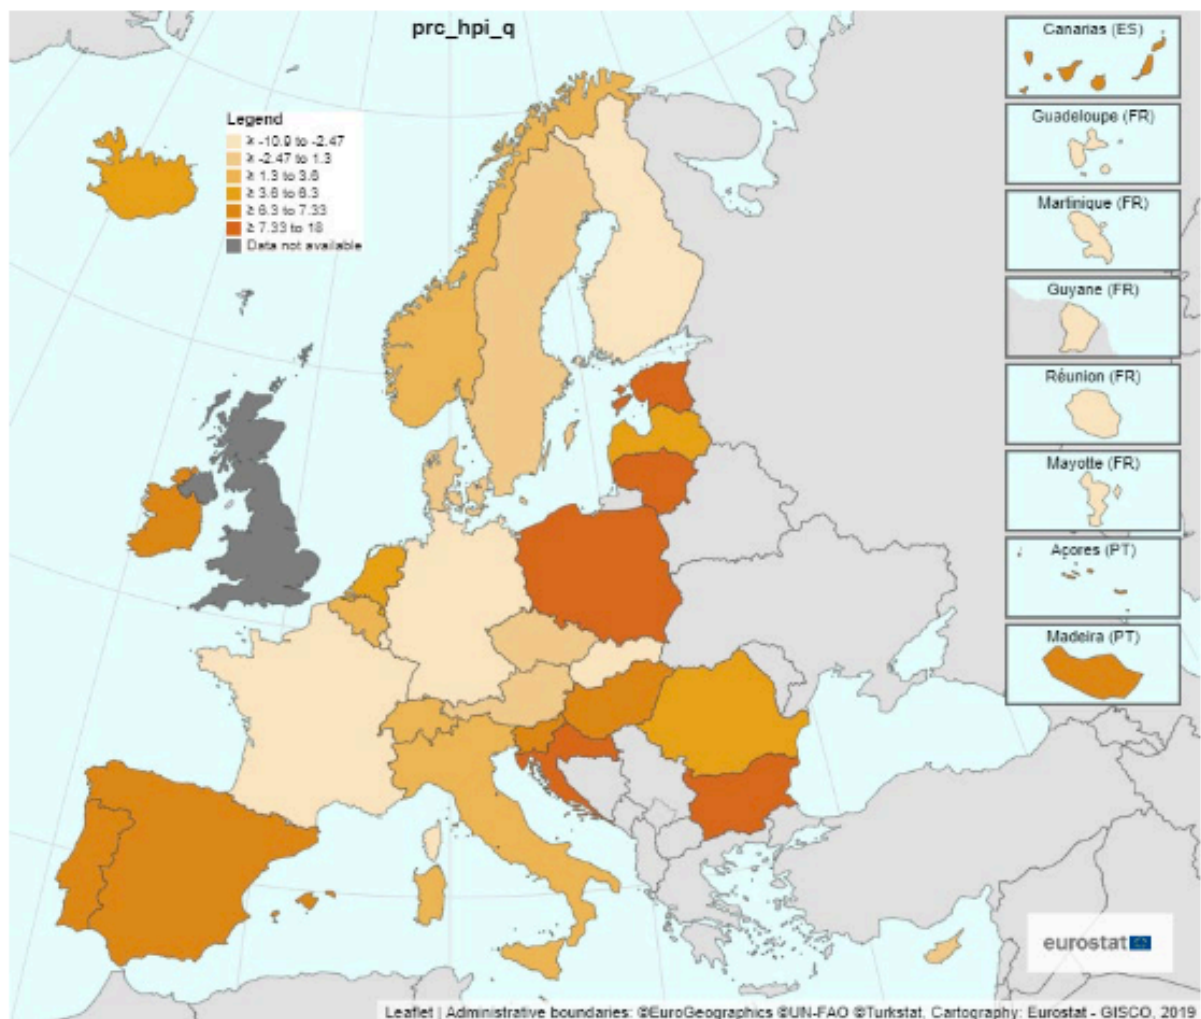 prc_hpi_q
Legend
≥ -10.9 to -2.47
≥ -2.47 to 1.3
≥ 1.3 to 3.6
≥ 3.6 to 6.3
≥ 6.3 to 7.33
≥ 7.33 to 18
Data not available
Canarias (ES)
Guadeloupe (FR)
Martinique (FR)
Guyane (FR)
Réunion (FR)
Mayotte (FR)
Açores (PT)
Madeira (PT)
eurostat
Leaflet | Administrative boundaries: ©EuroGeographics ©UN-FAO ©Turkstat, Cartography: Eurostat - GISCO, 2019